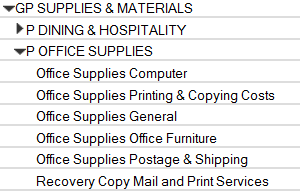 GP SUPPLIES & MATERIALS
P DINING & HOSPITALITY
P OFFICE SUPPLIES
Office Supplies Computer
Office Supplies Printing & Copying Costs
Office Supplies General
Office Supplies Office Furniture
Office Supplies Postage & Shipping
Recovery Copy Mail and Print Services